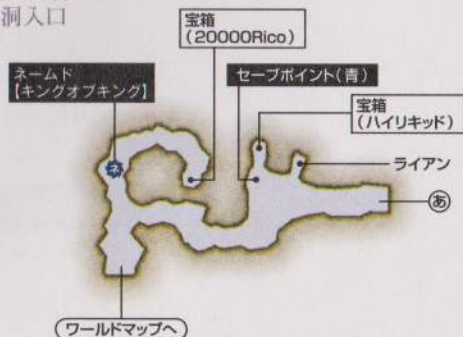 洞入口
宝箱
(20000Rico)
ネームド
【キングオブキング】
セーブポイント(青)
宝箱
(ハイリキッド)
ライアン
あ
ネ
ワールドマップへ